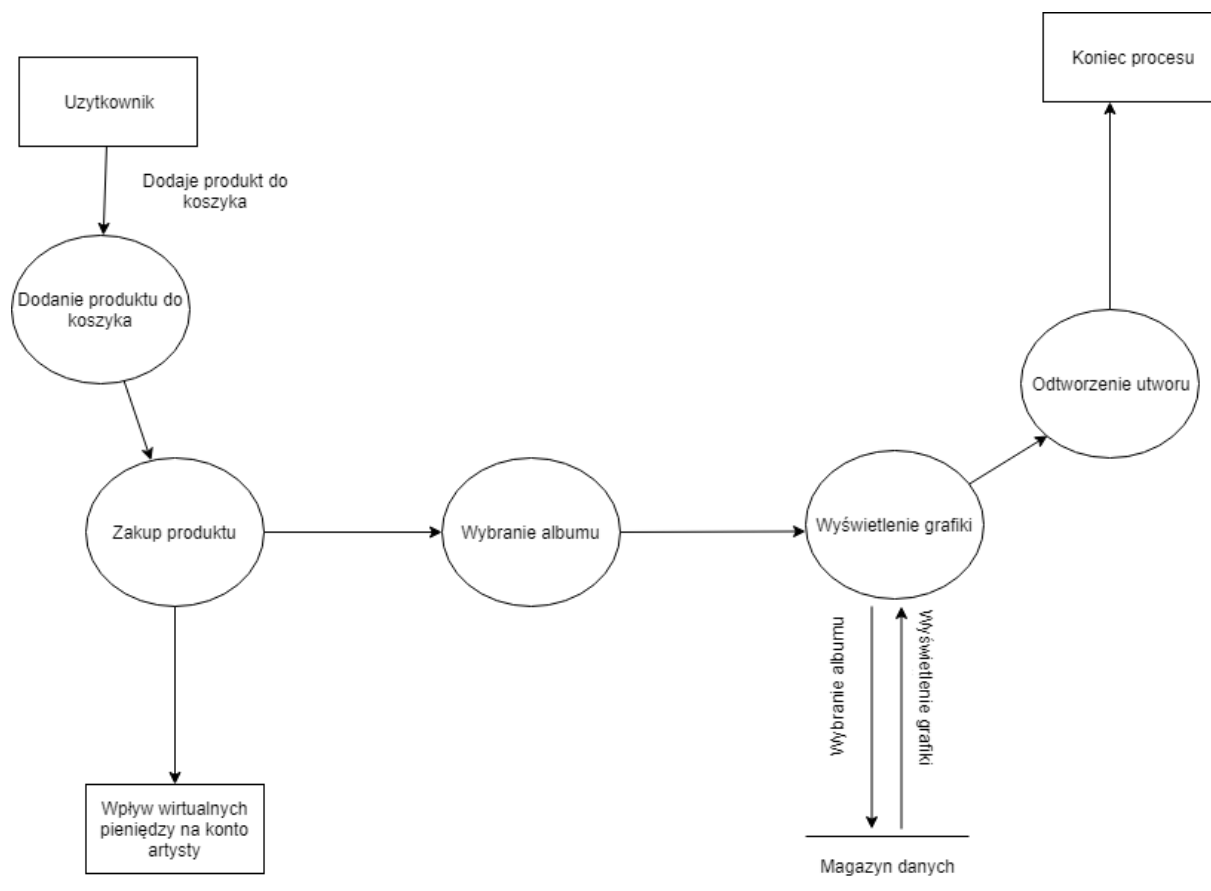 Koniec procesu
Uzytkownik
Dodaje produkt do
koszyka
Dodanie produktu do
koszyka
Odtworzenie utworu
Zakup produktu
Wybranie albumu
Wyświetlenie grafiki
Wybranie albumu
Wyświetlenie grafiki
Wpływ wirtualnych
pieniędzy na konto
artysty
Magazyn danych